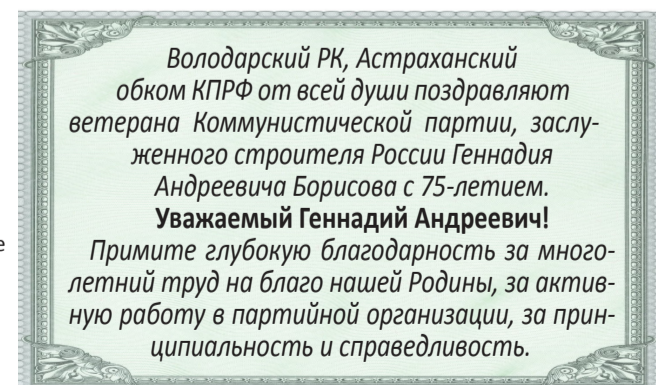 Володарский РК, Астраханский
обком КПРФ от всей души поздравляют
ветерана Коммунистической партии, заслу-
женного строителя России Геннадия
Андреевича Борисова с 75-летием.
Уважаемый Геннадий Андреевич!
Примите глубокую благодарность за много-
летний труд на благо нашей Родины, за актив-
ную работу в партийной организации, за прин-
ципиальность и справедливость.